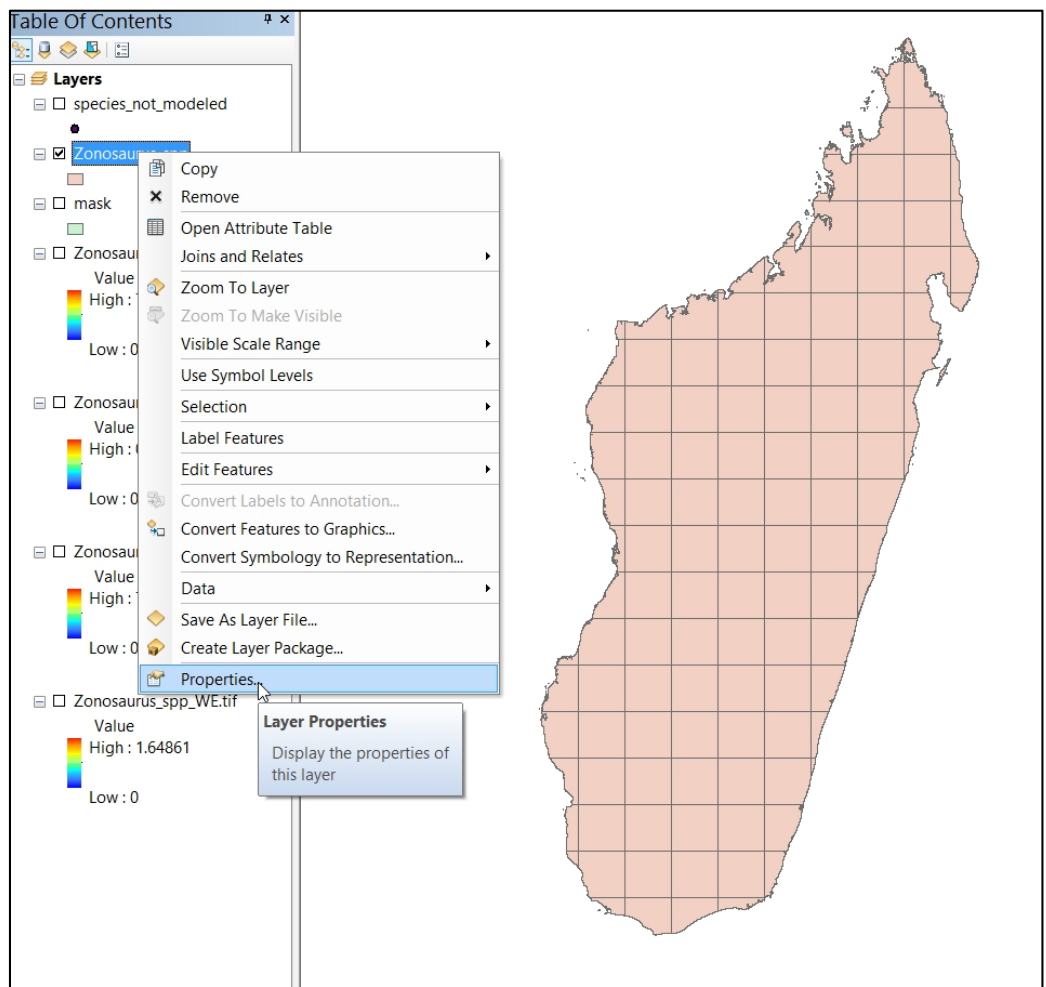 Table Of Contents
Layers
species_not_modeled
Zonosaurus_spp
mask
Zonosau
Value
High :
Low : 0
Zonosau
Value
High :
Low : 0
Zonosau
Value
High :
Low : 0
Zonosaurus_spp_WE.tif
Value
High : 1.64861
Low : 0
Copy
Remove
Open Attribute Table
Joins and Relates
Zoom To Layer
Zoom To Make Visible
Visible Scale Range
Use Symbol Levels
Selection
Label Features
Edit Features
Convert Labels to Annotation...
Convert Features to Graphics...
Convert Symbology to Representation...
Data
Save As Layer File...
Create Layer Package...
Properties...
Layer Properties
Display the properties of
this layer